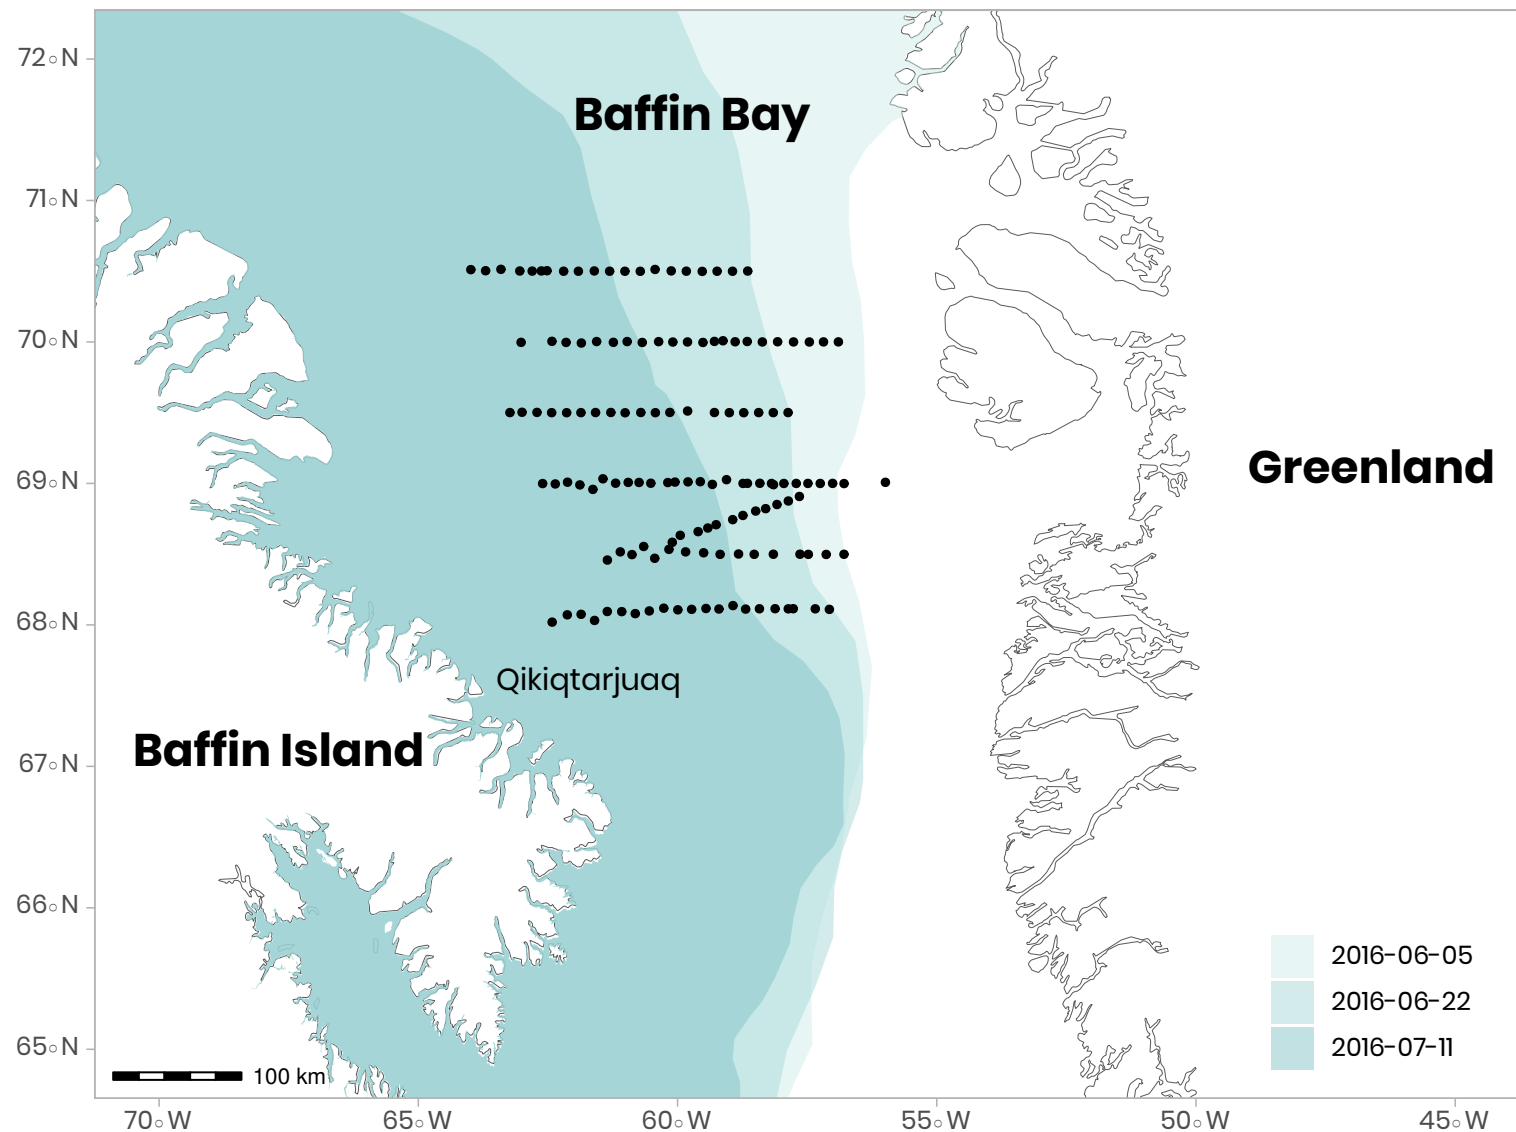 72°N
Baffin Bay
71°N
70°N
69°N
Greenland
68°N
Qikiqtarjuaq
Baffin Island
67°N
66°N
2016-06-05
2016-06-22
2016-07-11
65°N
100 km
70°W 65°W 60°W 55°W 50°W 45°W